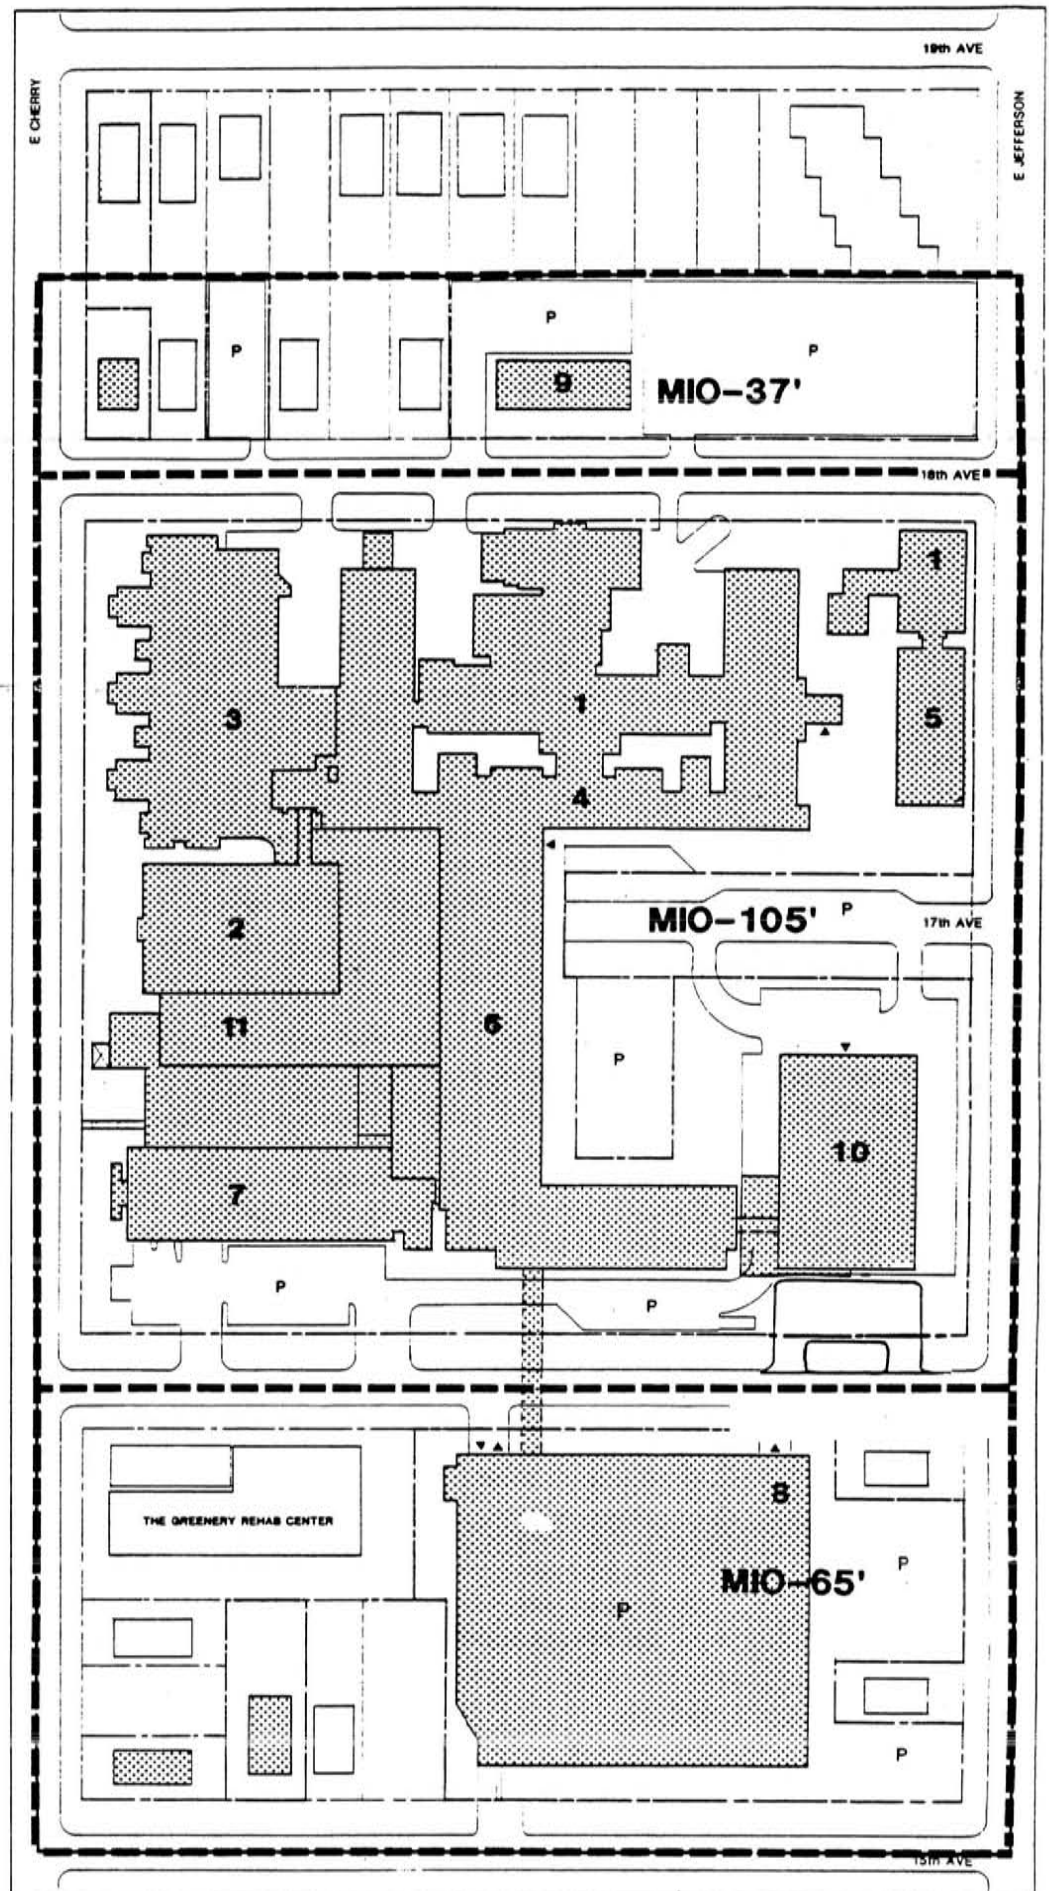 19th AVE
E CHERRY
E JEFFERSON
P
P
P
9
MIO-37'
18th AVE
1
3
1
5
4
2
MIO-105'
P
17th AVE
11
6
P
10
7
P
P
8
THE GREENERY REHAB CENTER
MIO-65'
P
P
P
15th AVE